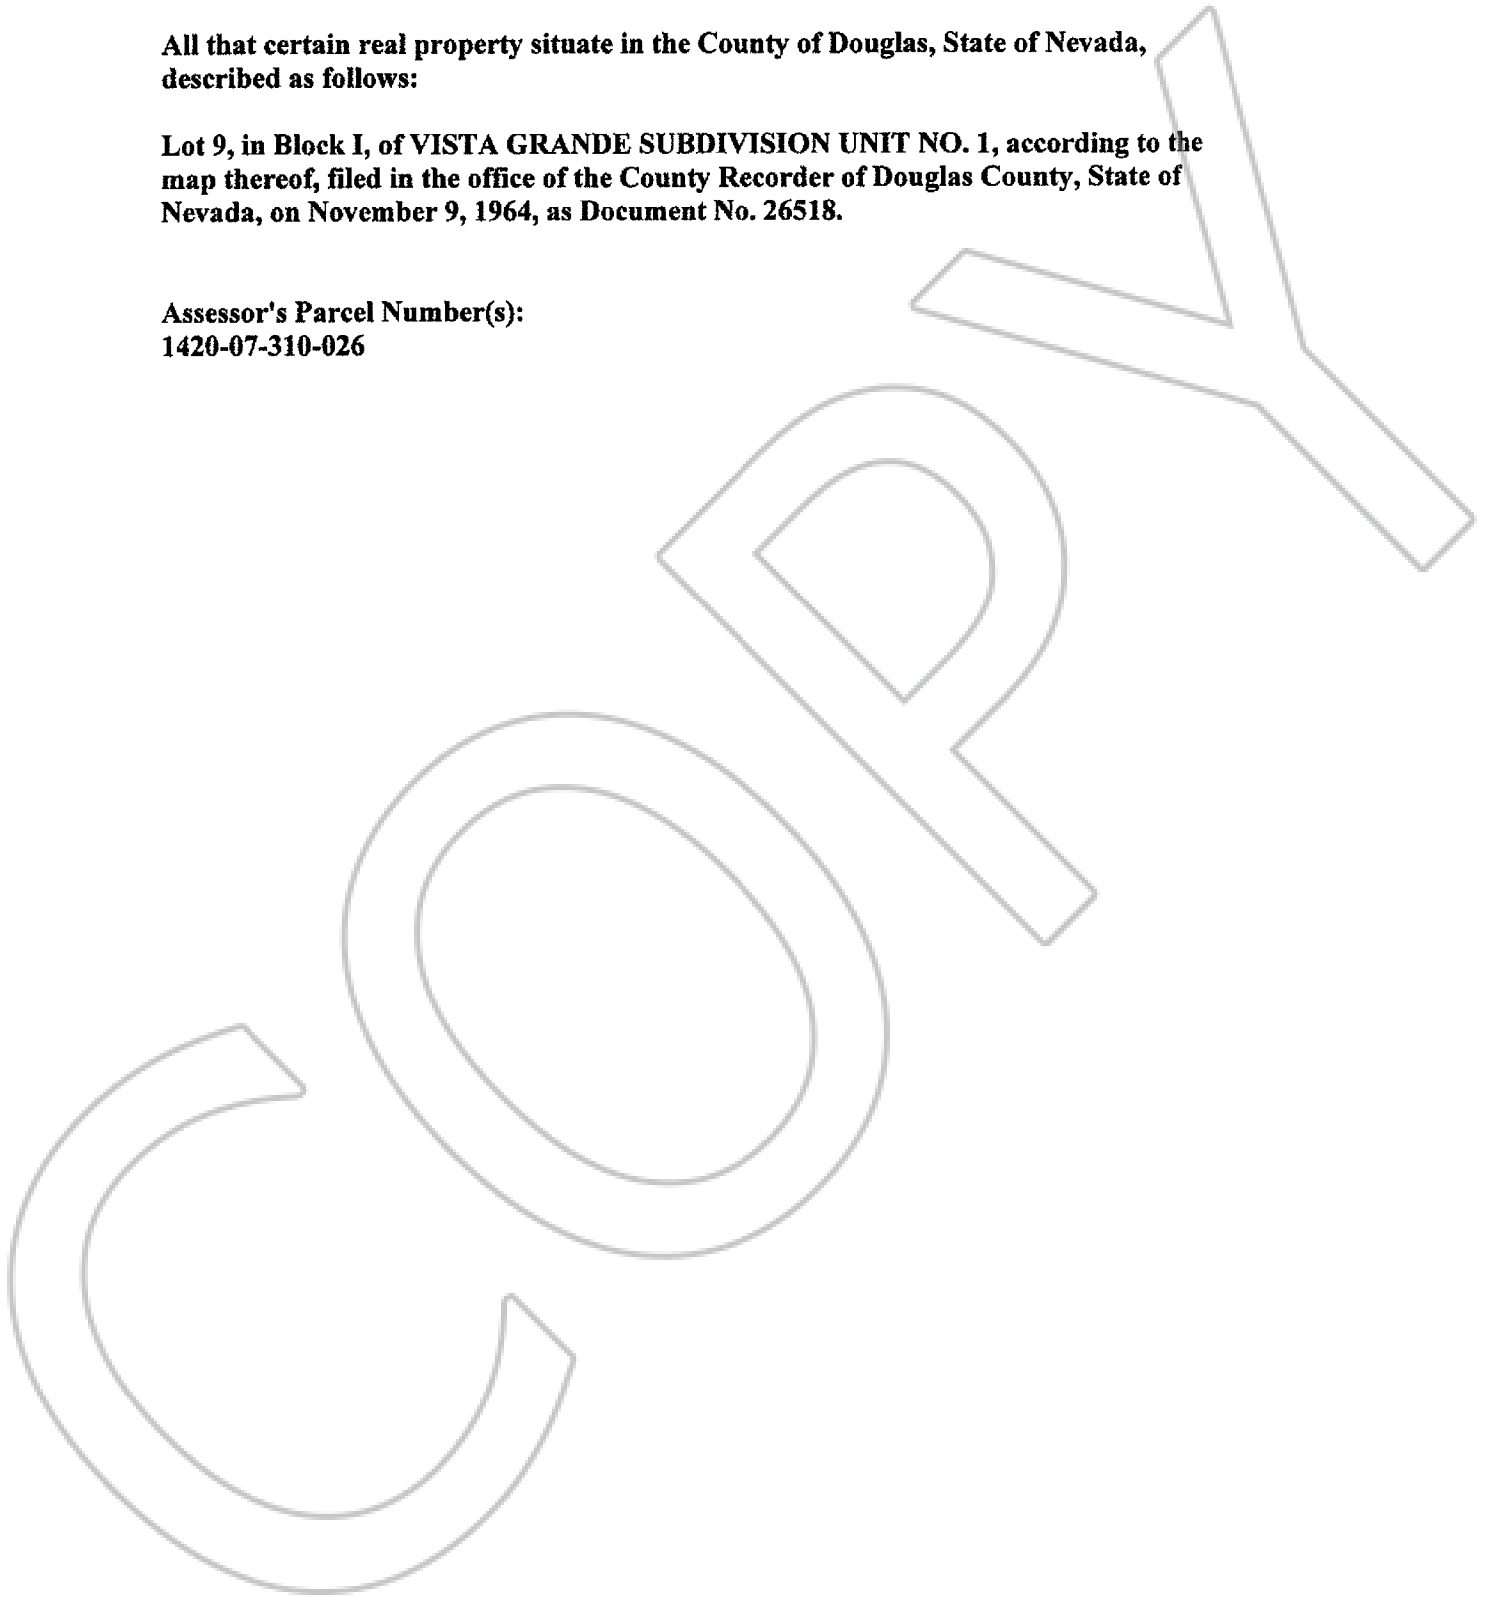 All that certain real property situate in the County of Douglas, State of Nevada,
described as follows:
Lot 9, in Block I, of VISTA GRANDE SUBDIVISION UNIT NO. 1, according to the
map thereof, filed in the office of the County Recorder of Douglas County, State of
Nevada, on November 9, 1964, as Document No. 26518.
Assessor's Parcel Number(s):
1420-07-310-026
COPY